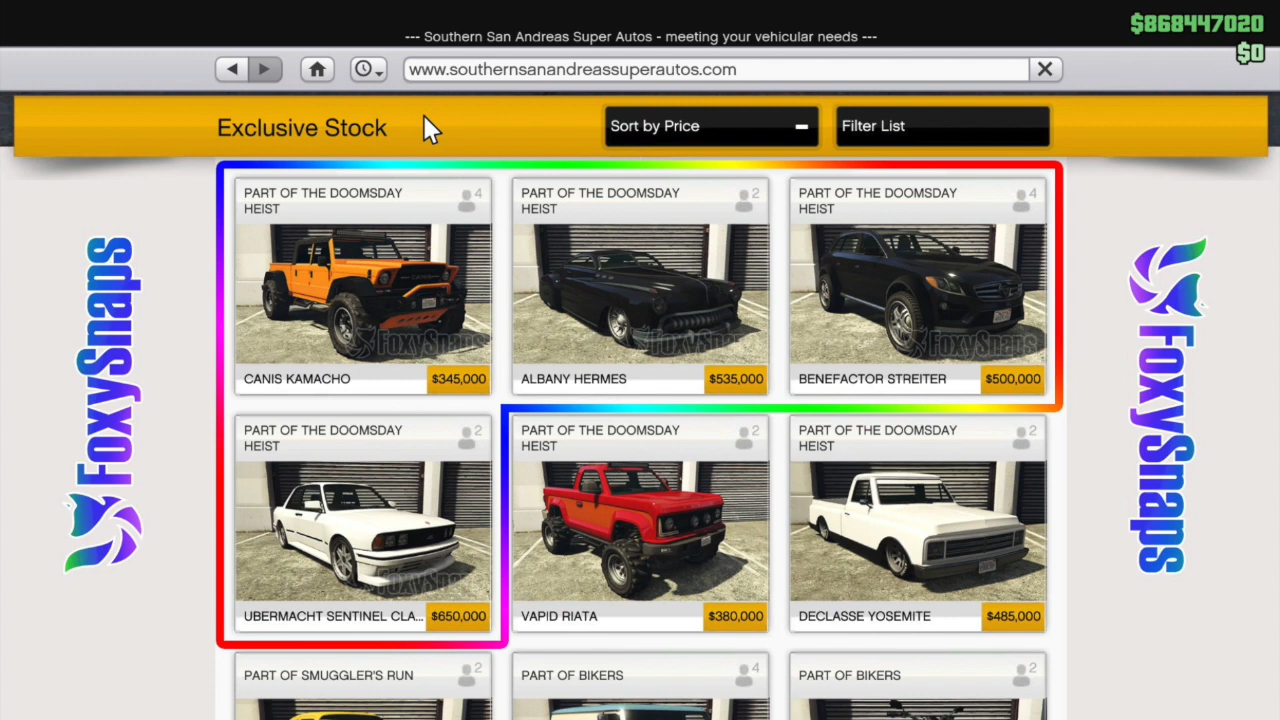 --- Southern San Andreas Super Autos - meeting your vehicular needs ---
$868447020
$0
www.southernsanandreassuperautos.com
Exclusive Stock
Sort by Price
Filter List
PART OF THE DOOMSDAY
HEIST
4
CANIS
FoxySnaps
CANIS KAMACHO
$345,000
PART OF THE DOOMSDAY
HEIST
2
FoxySnaps
ALBANY HERMES
$535,000
PART OF THE DOOMSDAY
HEIST
4
FoxySnaps
BENEFACTOR STREITER
$500,000
FoxySnaps
FoxySnaps
PART OF THE DOOMSDAY
HEIST
2
FoxySnaps
UBERMACHT SENTINEL CLA...
$650,000
PART OF THE DOOMSDAY
HEIST
2
VAPID RIATA
$380,000
PART OF THE DOOMSDAY
HEIST
2
DECLASSE YOSEMITE
$485,000
PART OF SMUGGLER'S RUN
2
PART OF BIKERS
4
PART OF BIKERS
2